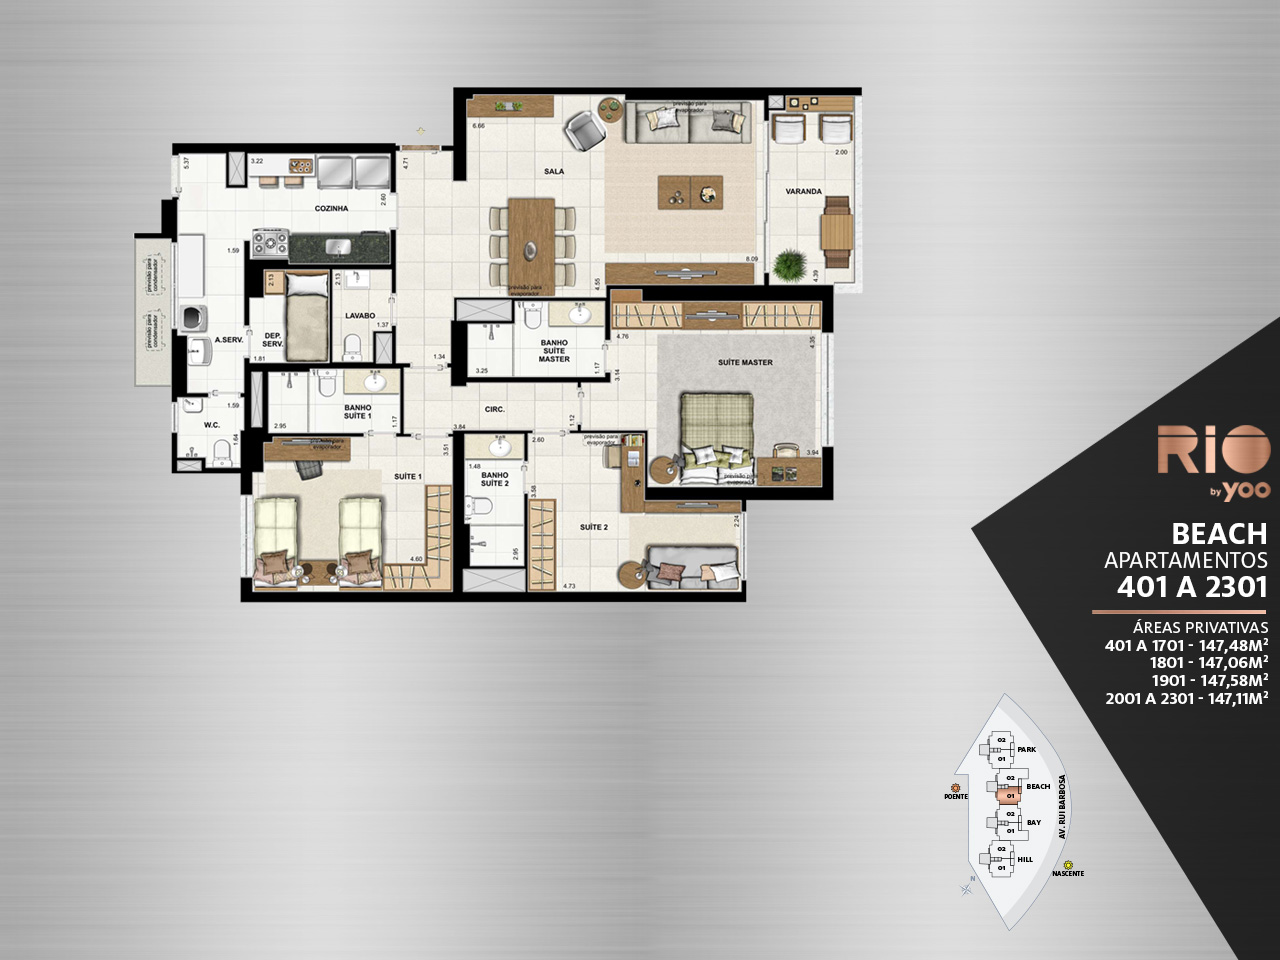 previsão para
evaporador
6.66
SALA
2.00
VARANDA
8.09
4.55
4.39
previsão para
evaporador
4.71
5.37
3.22
COZINHA
2.60
1.59
previsão para
condensador
previsão para
condensador
2.13
2.13
LAVABO
1.37
DEP.
SERV.
A.SERV.
1.81
1.34
BANHO
SUÍTE
MASTER
3.25
1.17
4.76
4.35
3.14
SUÍTE MASTER
3.94
previsão para
evaporador
1.59
W.C.
1.64
BANHO
SUÍTE 1
2.95
1.17
CIRC.
3.84
1.12
previsão para
evaporador
SUÍTE 1
3.51
4.60
1.48
BANHO
SUÍTE 2
2.95
2.60
previsão para
evaporador
3.58
SUÍTE 2
4.73
2.24
RIO
by yoo
BEACH
APARTAMENTOS
401 A 2301
ÁREAS PRIVATIVAS
401 A 1701 - 147,48M²
1801 - 147,06M²
1901 - 147,58M²
2001 A 2301 - 147,11M²
02
PARK
01
02
BEACH
01
02
BAY
01
02
HILL
01
POENTE
AV. RUI BARBOSA
NASCENTE
N